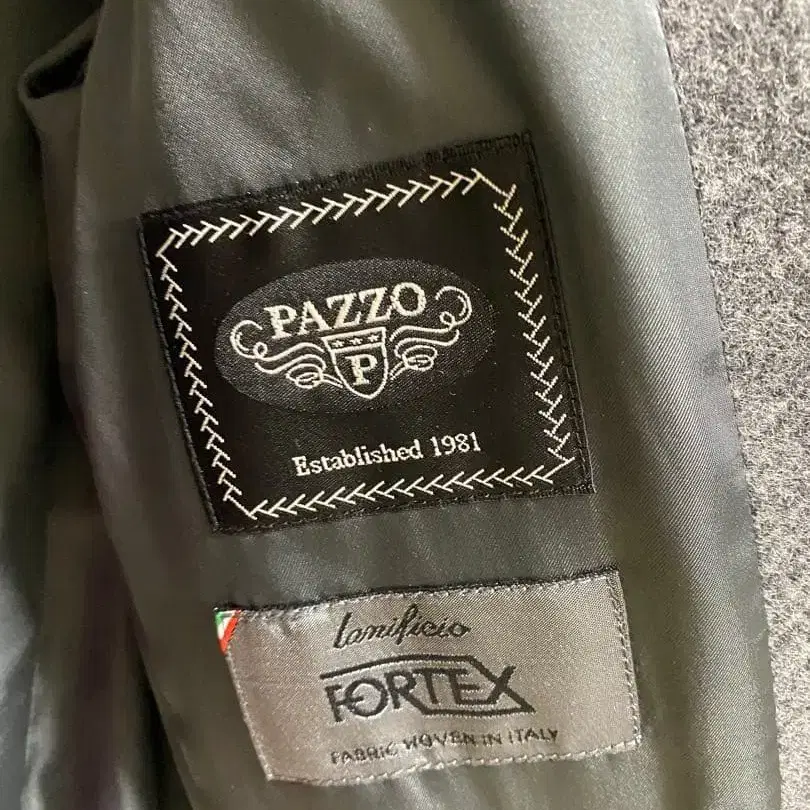 PAZZO
P
Established 1981
lanificio
FORTEX
FABRIC WOVEN IN ITALY